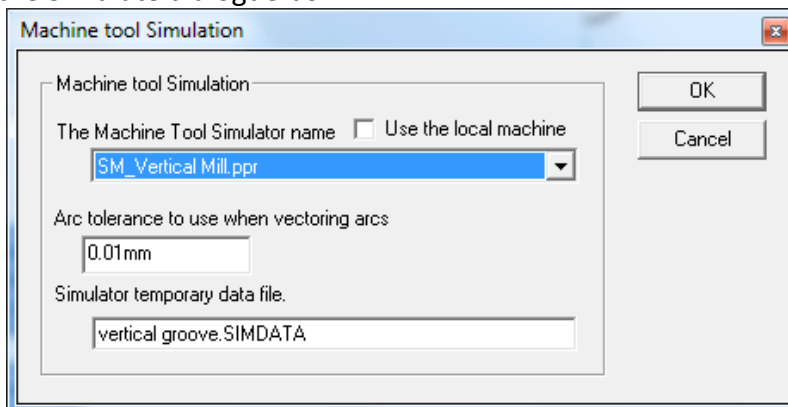 Machine tool Simulation
Machine tool Simulation
OK
The Machine Tool Simulator name Use the local machine
Cancel
SM_Vertical Mill.ppr
Arc tolerance to use when vectoring arcs
0.01mm
Simulator temporary data file.
vertical groove.SIMDATA